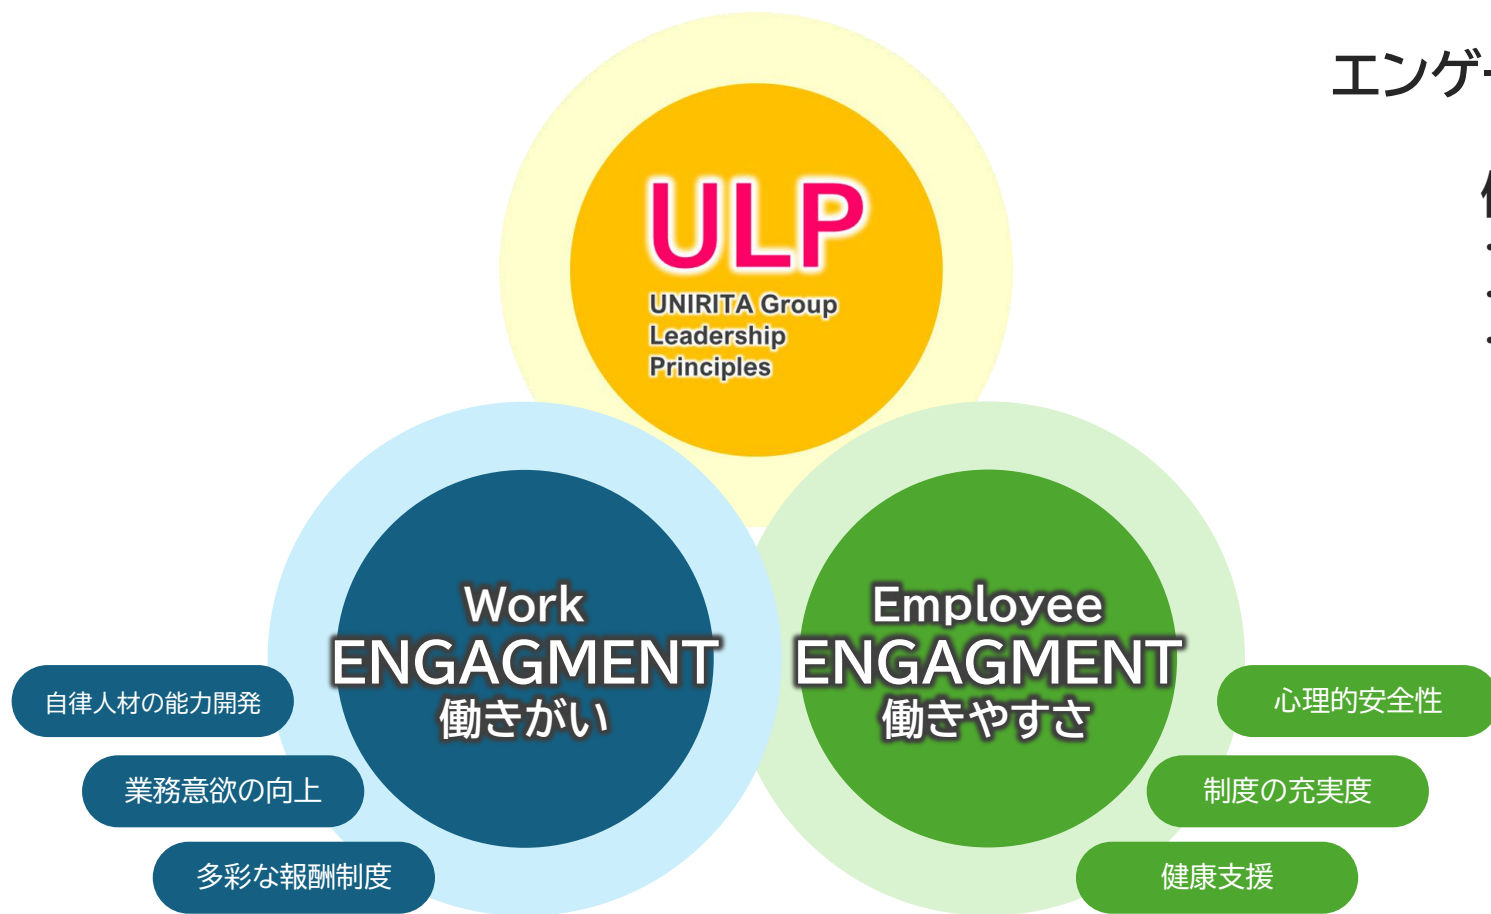 エンゲ
ULP
UNIRITA Group
Leadership
Principles
Work
ENGAGMENT
働きがい
Employee
ENGAGMENT
働きやすさ
自律人材の能力開発
業務意欲の向上
多彩な報酬制度
心理的安全性
制度の充実度
健康支援